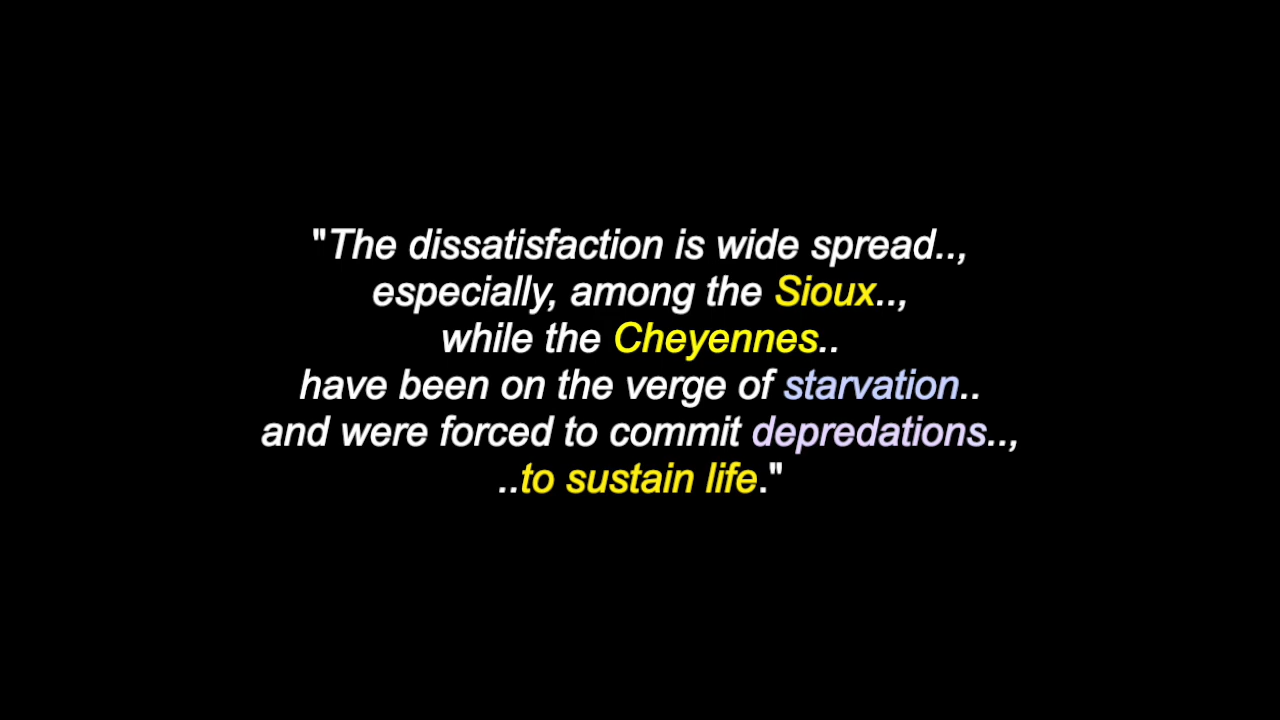 "The dissatisfaction is wide spread..,
especially, among the Sioux..,
while the Cheyennes..
have been on the verge of starvation..
and were forced to commit depredations..,
..to sustain life."